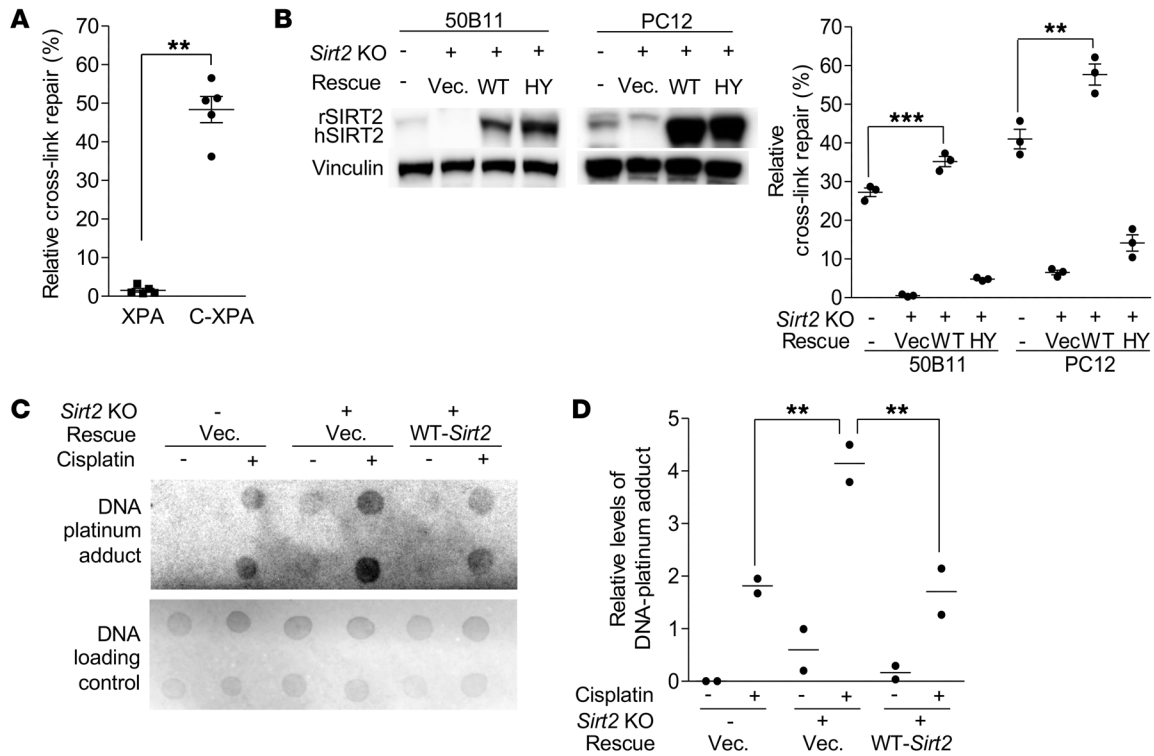 A
Relative cross-link repair (%)
70
60
50
40
30
20
10
0
**
XPA C-XPA
B
50B11 PC12
Sirt2 KO - + + + - + + +
Rescue - Vec. WT HY - Vec. WT HY
rSIRT2
hSIRT2
Vinculin
Relative
cross-link repair (%)
70
60
50
40
30
20
10
0
***
**
Sirt2 KO - + + + - + + +
Rescue - Vec WT HY - Vec WT HY
50B11 PC12
C
Sirt2 KO - + +
Rescue Vec. Vec. WT-Sirt2
Cisplatin - + - + - +
DNA
platinum
adduct
DNA
loading
control
D
Relative levels of
DNA-platinum adduct
5
4
3
2
1
0
** **
Cisplatin - + - + - +
Sirt2 KO - + +
Rescue Vec. Vec. WT-Sirt2